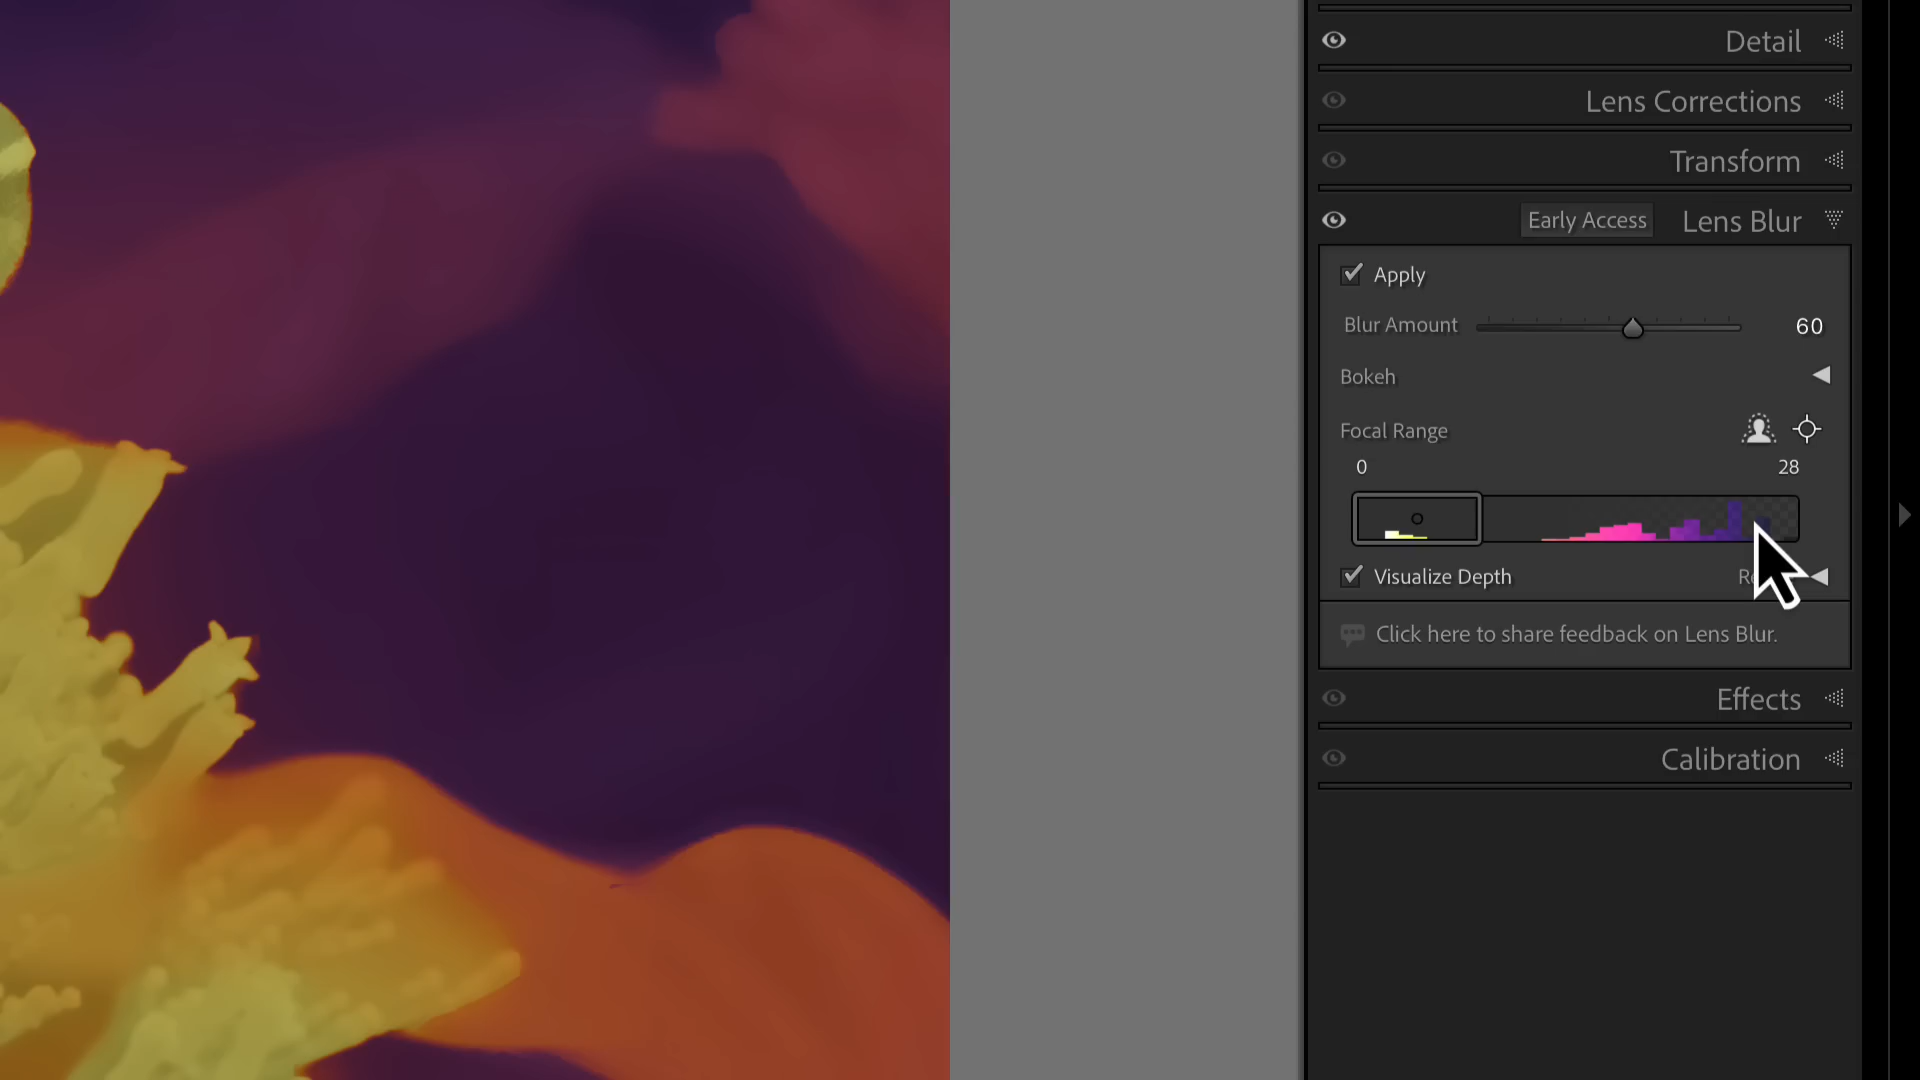 Detail
Lens Corrections
Transform
Early Access Lens Blur
Apply
Blur Amount 60
Bokeh
Focal Range
0 28
Visualize Depth
Click here to share feedback on Lens Blur.
Effects
Calibration